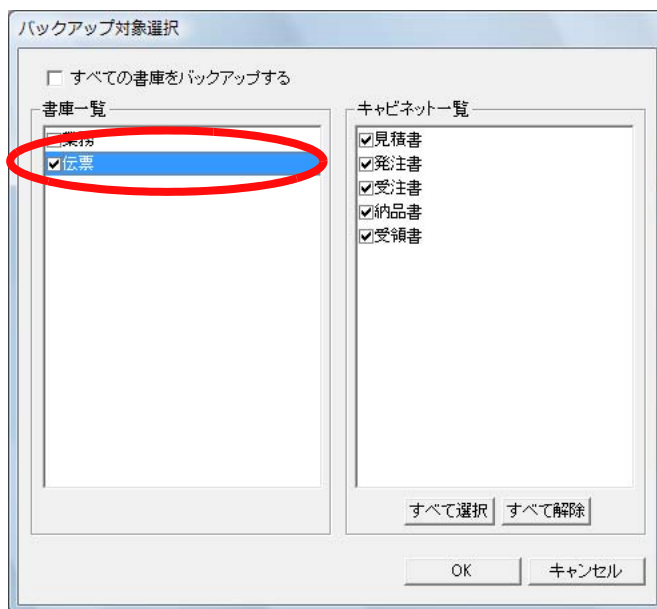 バックアップ対象選択
すべての書庫をバックアップする
書庫一覧
業務
伝票
キャビネット一覧
見積書
発注書
受注書
納品書
受領書
すべて選択
すべて解除
OK
キャンセル